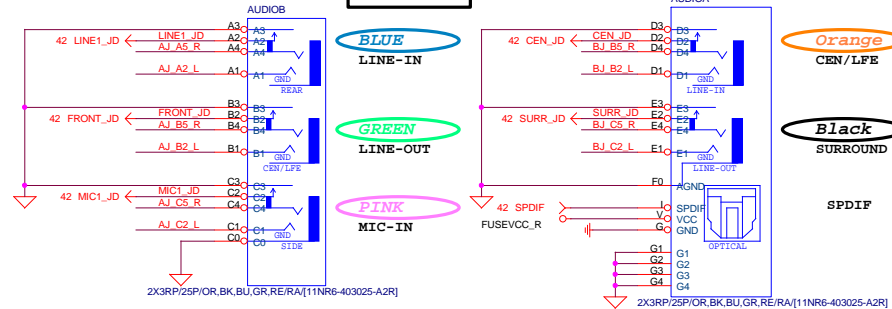 AUDIOB
A3 A3
42 LINE1_JD LINE1_JD A2 A2
AJ_A5_R A4 A4
AJ_A2_L A1 A1
GND
REAR
BLUE
LINE-IN
B3 B3
42 FRONT_JD FRONT_JD B2 B2
AJ_B5_R B4 B4
AJ_B2_L B1 B1
GND
CEN/LFE
GREEN
LINE-OUT
C3 C3
42 MIC1_JD MIC1_JD C2 C2
AJ_C5_R C4 C4
AJ_C2_L C1 C1
GND
C0 C0
SIDE
PINK
MIC-IN
2X3RP/25P/OR,BK,BU,GR,RE/RA/[11NR6-403025-A2R]
D3 D3
42 CEN_JD CEN_JD D2 D2
BJ_B5_R D4 D4
BJ_B2_L D1 D1
GND
LINE-IN
Orange
CEN/LFE
E3 E3
42 SURR_JD SURR_JD E2 E2
BJ_C5_R E4 E4
BJ_C2_L E1 E1
GND
LINE-OUT
Black
SURROUND
F0 AGND
42 SPDIF I SPDIF
FUSEVCC_R V VCC
G GND
OPTICAL
SPDIF
G1 G1
G2 G2
G3 G3
G4 G4
2X3RP/25P/OR,BK,BU,GR,RE/RA/[11NR6-403025-A2R]